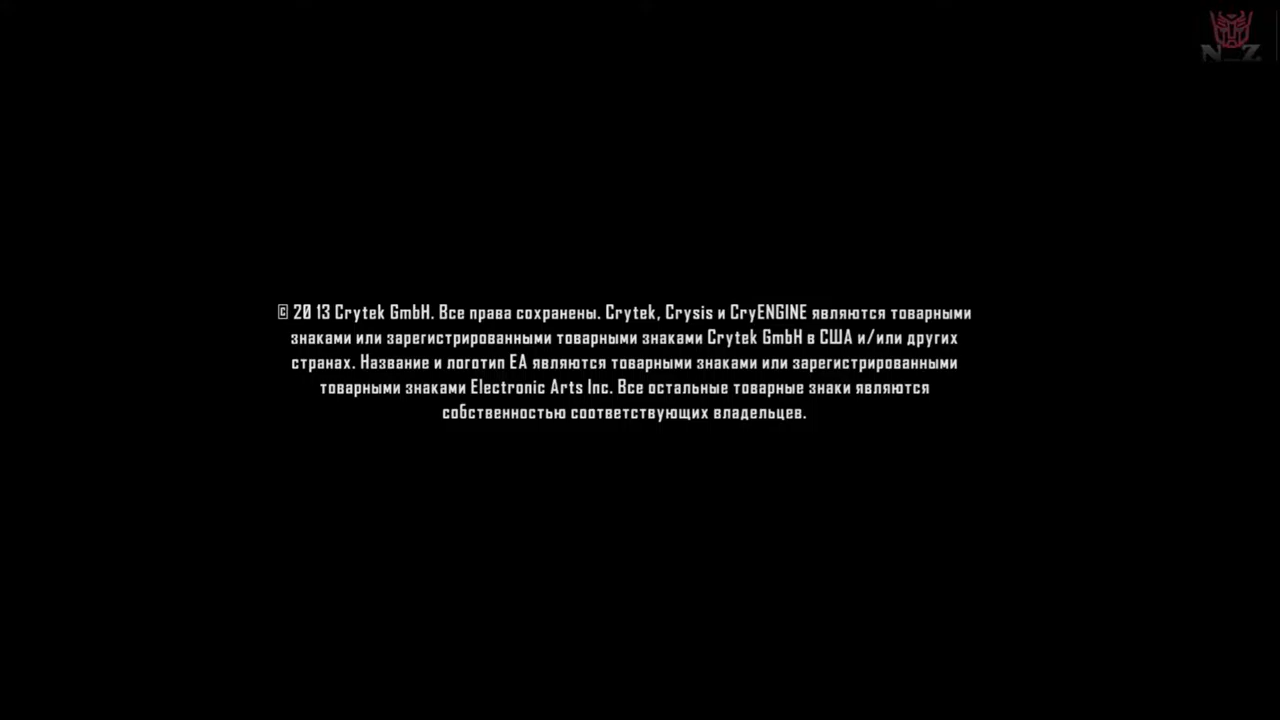 N_Z
© 2013 Crytek GmbH. Все права сохранены. Crytek, Crysis и CryENGINE являются товарными
знаками или зарегистрированными товарными знаками Crytek GmbH в США и/или других
странах. Название и логотип EA являются товарными знаками или зарегистрированными
товарными знаками Electronic Arts Inc. Все остальные товарные знаки являются
собственностью соответствующих владельцев.